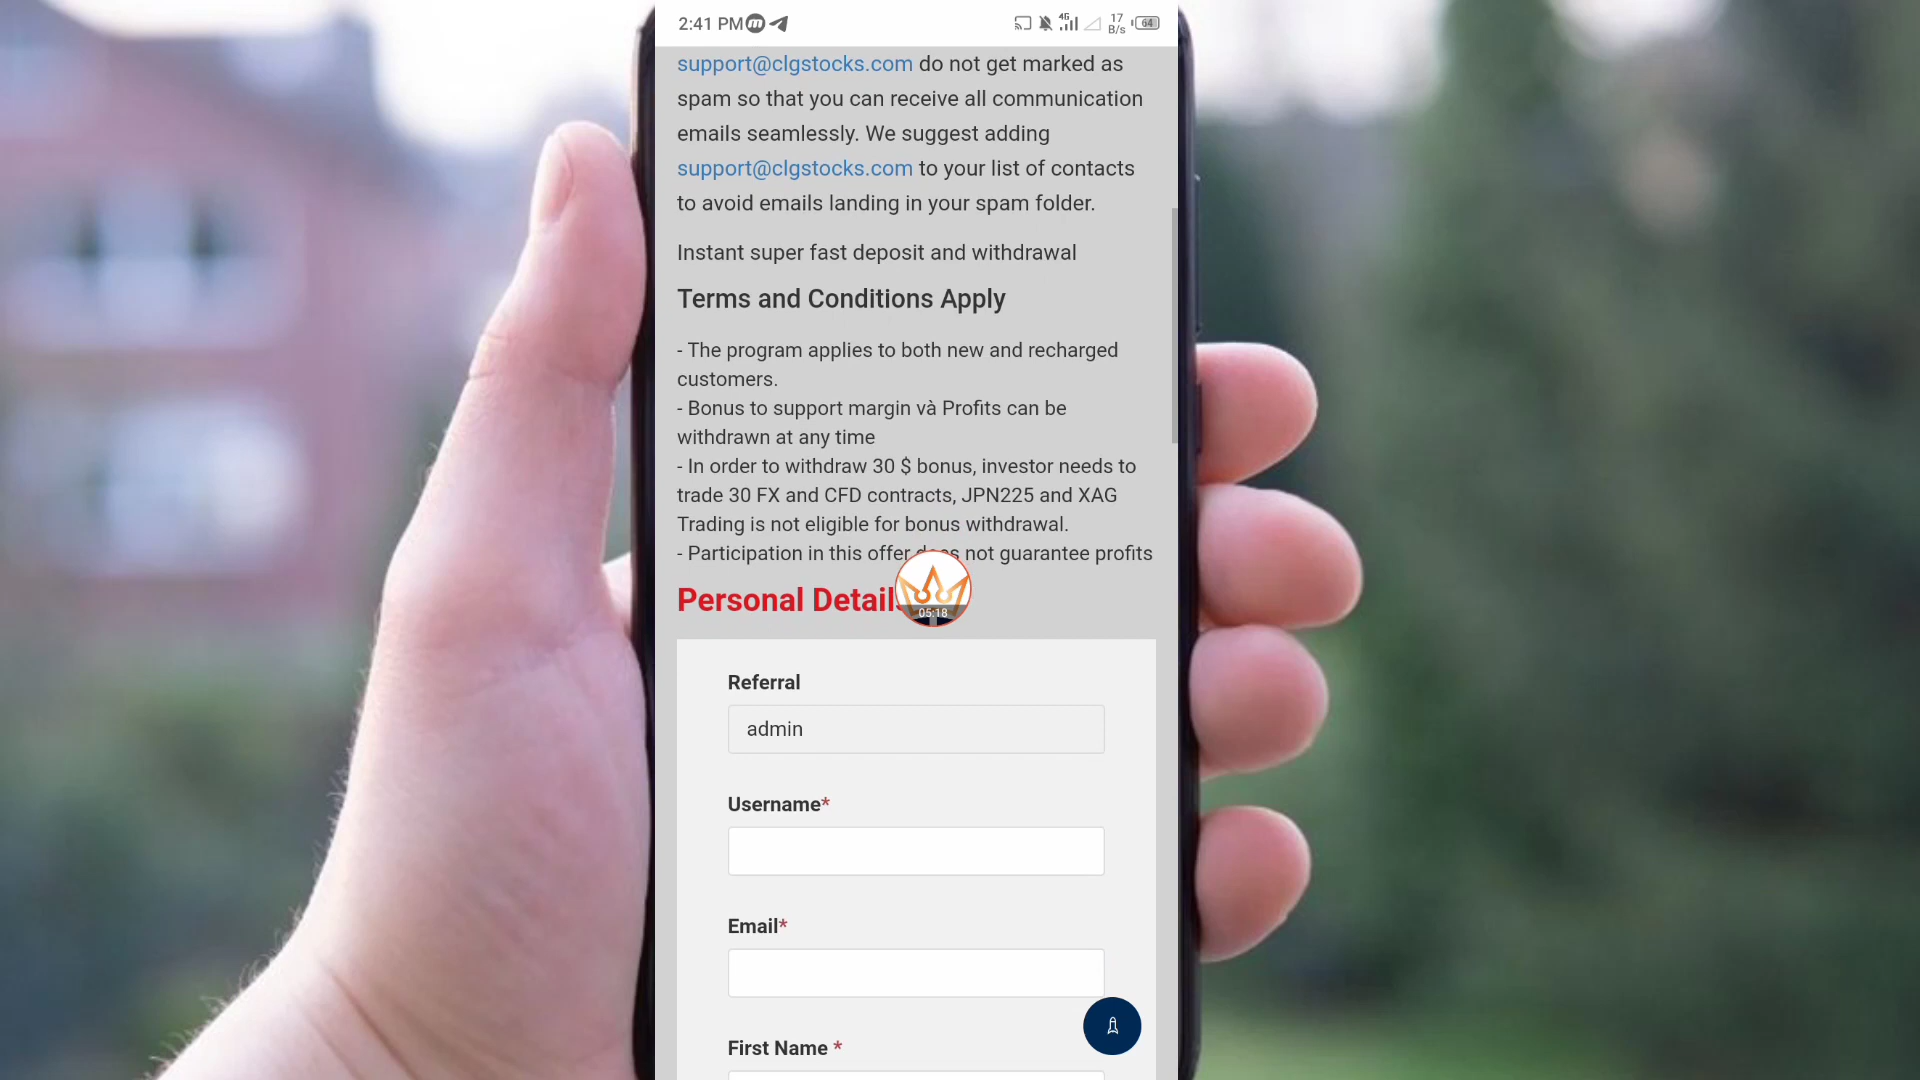 2:41 PM
4G
17
B/s
64
support@clgstocks.com do not get marked as
spam so that you can receive all communication
emails seamlessly. We suggest adding
support@clgstocks.com to your list of contacts
to avoid emails landing in your spam folder.
Instant super fast deposit and withdrawal
Terms and Conditions Apply
- The program applies to both new and recharged
customers.
- Bonus to support margin và Profits can be
withdrawn at any time
- In order to withdraw 30 $ bonus, investor needs to
trade 30 FX and CFD contracts, JPN225 and XAG
Trading is not eligible for bonus withdrawal.
- Participation in this offer does not guarantee profits
Personal Details
05:18
Referral
admin
Username*
Email*
First Name *